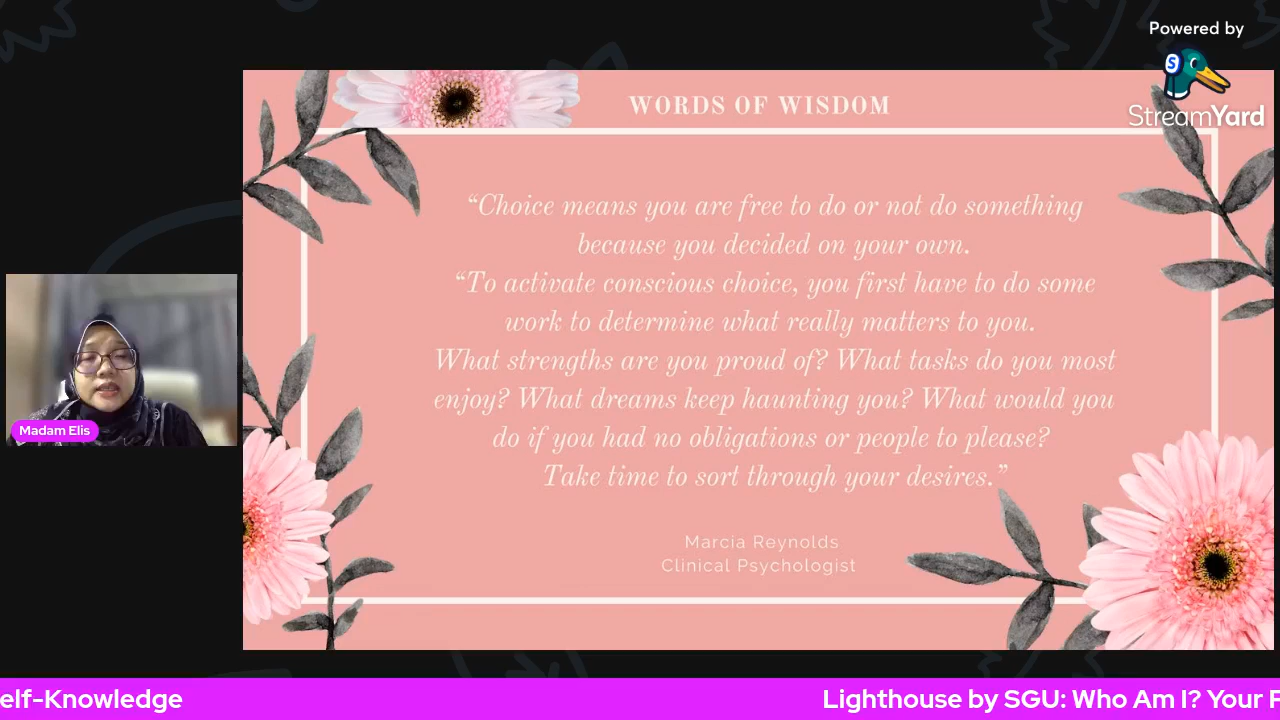 Powered by
StreamYard
WORDS OF WISDOM
“Choice means you are free to do or not do something
because you decided on your own.
“To activate conscious choice, you first have to do some
work to determine what really matters to you.
What strengths are you proud of? What tasks do you most
enjoy? What dreams keep haunting you? What would you
do if you had no obligations or people to please?
Take time to sort through your desires.”
Marcia Reynolds
Clinical Psychologist
Madam Elis
elf-Knowledge
Lighthouse by SGU: Who Am I? Your F